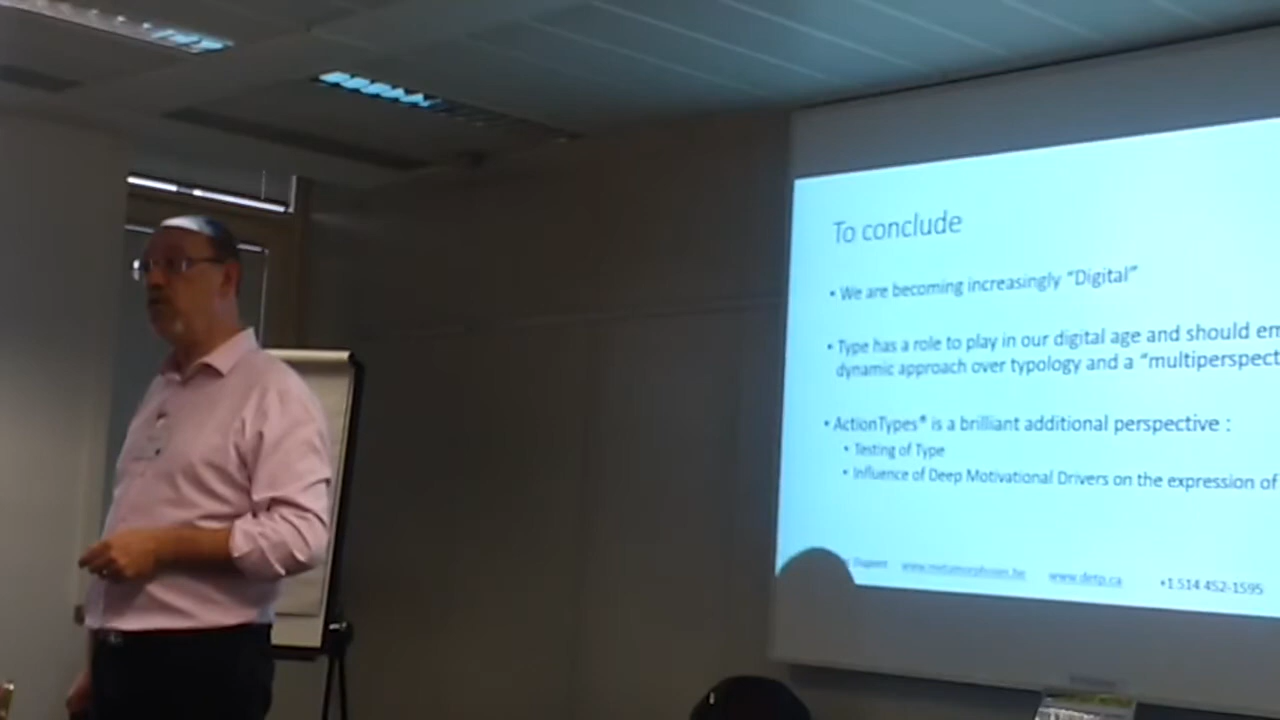 To conclude
• We are becoming increasingly “Digital”
• Type has a role to play in our digital age and should em
dynamic approach over typology and a “multiperspect
• ActionTypes® is a brilliant additional perspective :
• Testing of Type
• Influence of Deep Motivational Drivers on the expression of
Dupont www.metamorphosen.be www.detp.ca +1 514 452-1595